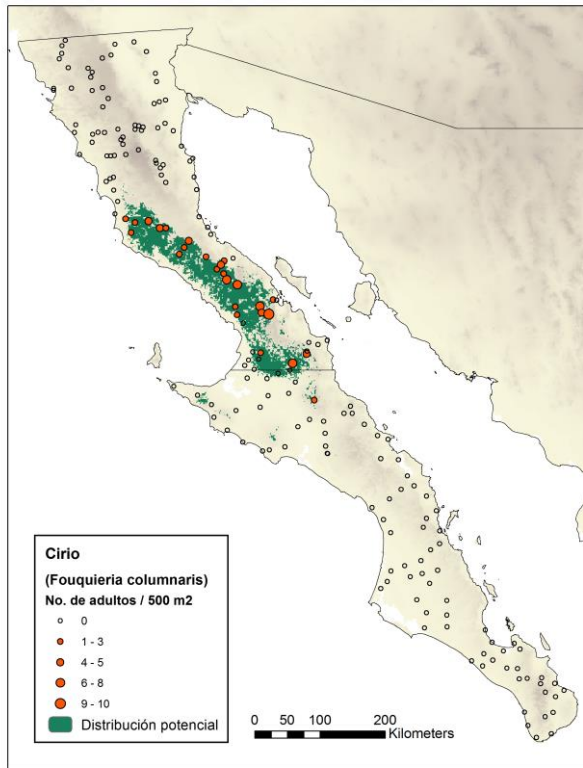 Cirio
(Fouquieria columnaris)
No. de adultos / 500 m2
0
1 - 3
4 - 5
6 - 8
9 - 10
Distribución potencial
0 50 100 200
Kilometers